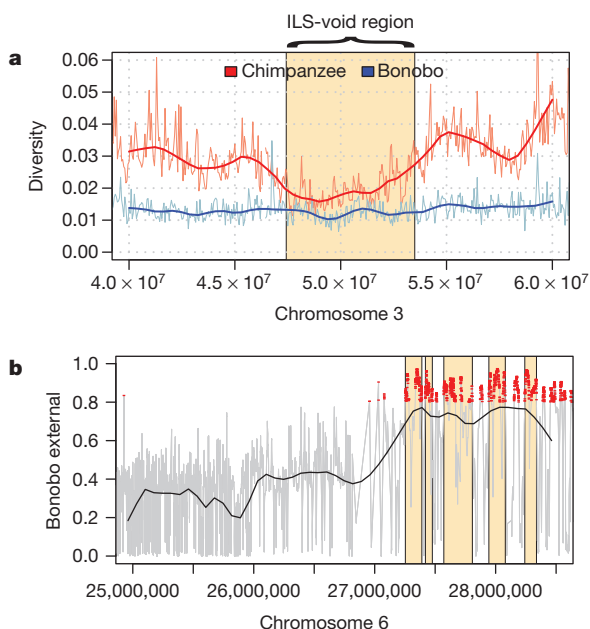 ILS-void region
a
Chimpanzee Bonobo
0.06
0.05
0.04
0.03
0.02
0.01
0.00
Diversity
4.0 × 10⁷ 4.5 × 10⁷ 5.0 × 10⁷ 5.5 × 10⁷ 6.0 × 10⁷
Chromosome 3
b
1.0
0.8
0.6
0.4
0.2
0.0
Bonobo external
25,000,000 26,000,000 27,000,000 28,000,000
Chromosome 6